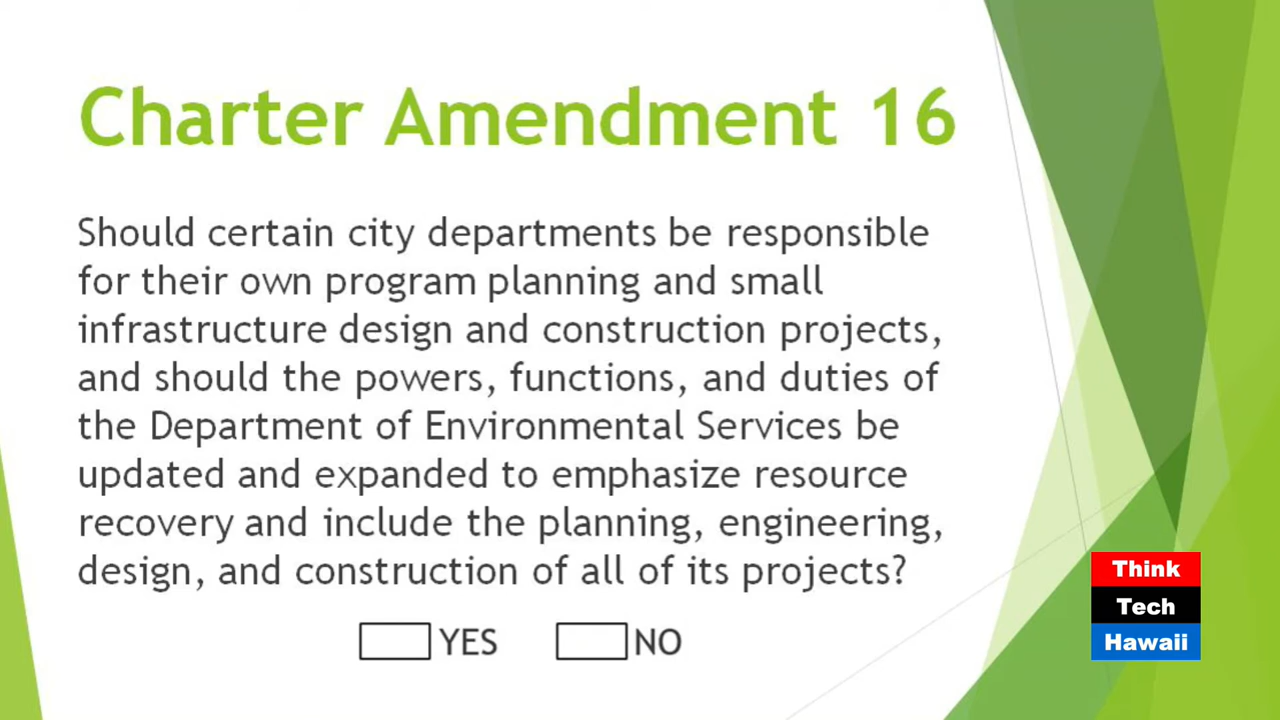 Charter Amendment 16
Should certain city departments be responsible
for their own program planning and small
infrastructure design and construction projects,
and should the powers, functions, and duties of
the Department of Environmental Services be
updated and expanded to emphasize resource
recovery and include the planning, engineering,
design, and construction of all of its projects?
YES NO
Think
Tech
Hawaii